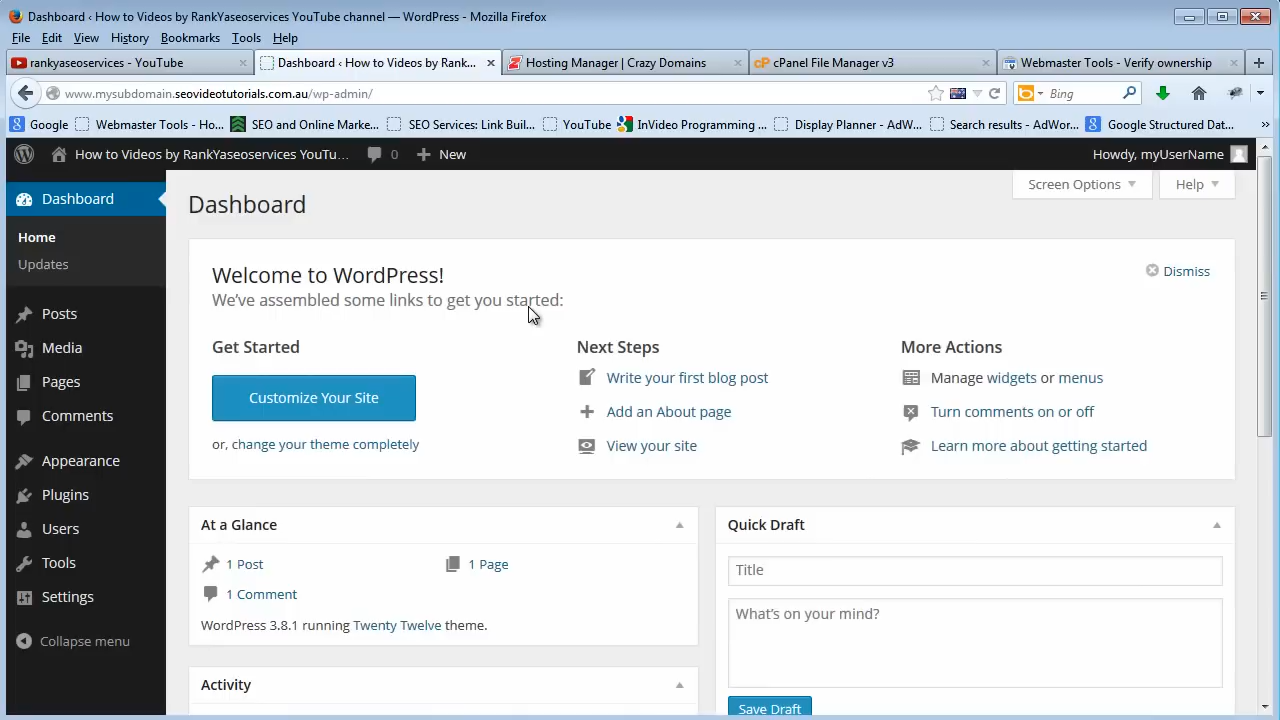 Dashboard ‹ How to Videos by RankYaseoservices YouTube channel — WordPress - Mozilla Firefox
File Edit View History Bookmarks Tools Help
rankyaseoservices - YouTube
Dashboard ‹ How to Videos by Rank...
Hosting Manager | Crazy Domains
cPanel File Manager v3
Webmaster Tools - Verify ownership
www.mysubdomain.seovideotutorials.com.au/wp-admin/
Bing
Google
Webmaster Tools - Ho...
SEO and Online Marke...
SEO Services: Link Buil...
YouTube
InVideo Programming ...
Display Planner - AdW...
Search results - AdWor...
Google Structured Dat...
How to Videos by RankYaseoservices YouTu...
0
New
Howdy, myUserName
Dashboard
Home
Updates
Posts
Media
Pages
Comments
Appearance
Plugins
Users
Tools
Settings
Collapse menu
Screen Options
Help
Dashboard
Welcome to WordPress!
We've assembled some links to get you started:
Dismiss
Get Started
Customize Your Site
or, change your theme completely
Next Steps
Write your first blog post
Add an About page
View your site
More Actions
Manage widgets or menus
Turn comments on or off
Learn more about getting started
At a Glance
1 Post
1 Page
1 Comment
WordPress 3.8.1 running Twenty Twelve theme.
Activity
Quick Draft
Title
What's on your mind?
Save Draft